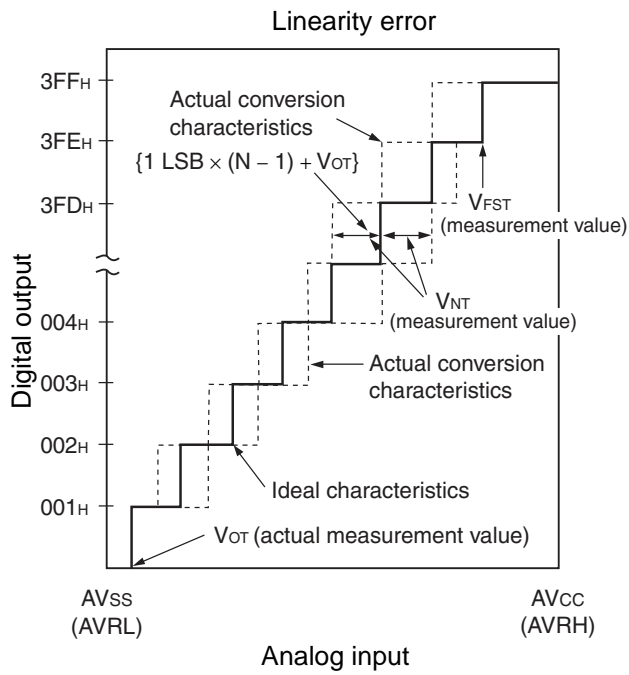 Linearity error
3FFH
Actual conversion
characteristics
3FEH
{1 LSB × (N – 1) + VOT}
3FDH
VFST
(measurement value)
VNT
(measurement value)
004H
Actual conversion
characteristics
003H
002H
Ideal characteristics
001H
VOT (actual measurement value)
Digital output
AVSS
(AVRL)
AVCC
(AVRH)
Analog input